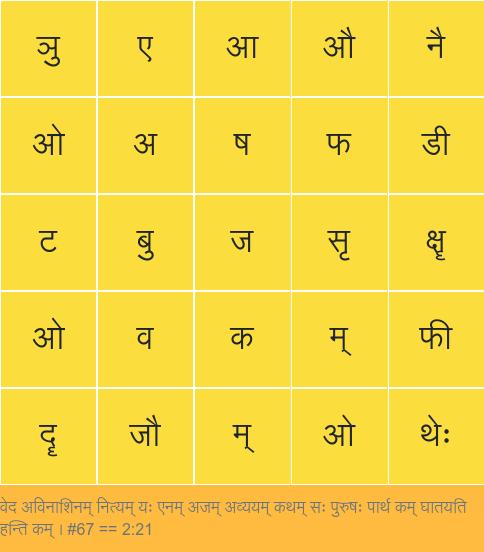 ञु ए आ औ नै
ओ अ ष फ डी
ट बु ज सृ क्षॄ
ओ व क म् फी
दॄ जौ म् ओ थेः
वेद अविनाशिनम् नित्यम् यः एनम् अजम् अव्ययम् कथम् सः पुरुषः पार्थ कम् घातयति
हन्ति कम् । #67 == 2:21